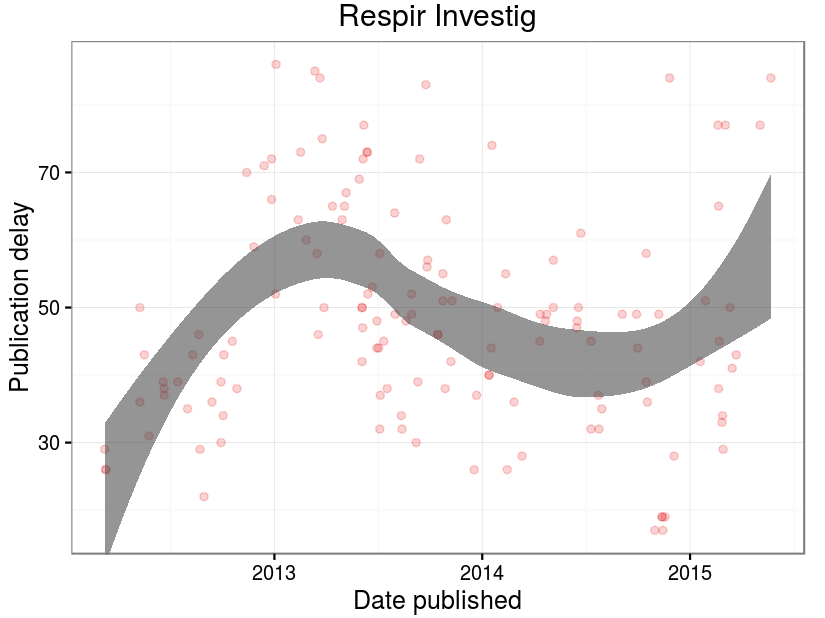 Respir Investig
Publication delay
70
50
30
2013
2014
2015
Date published